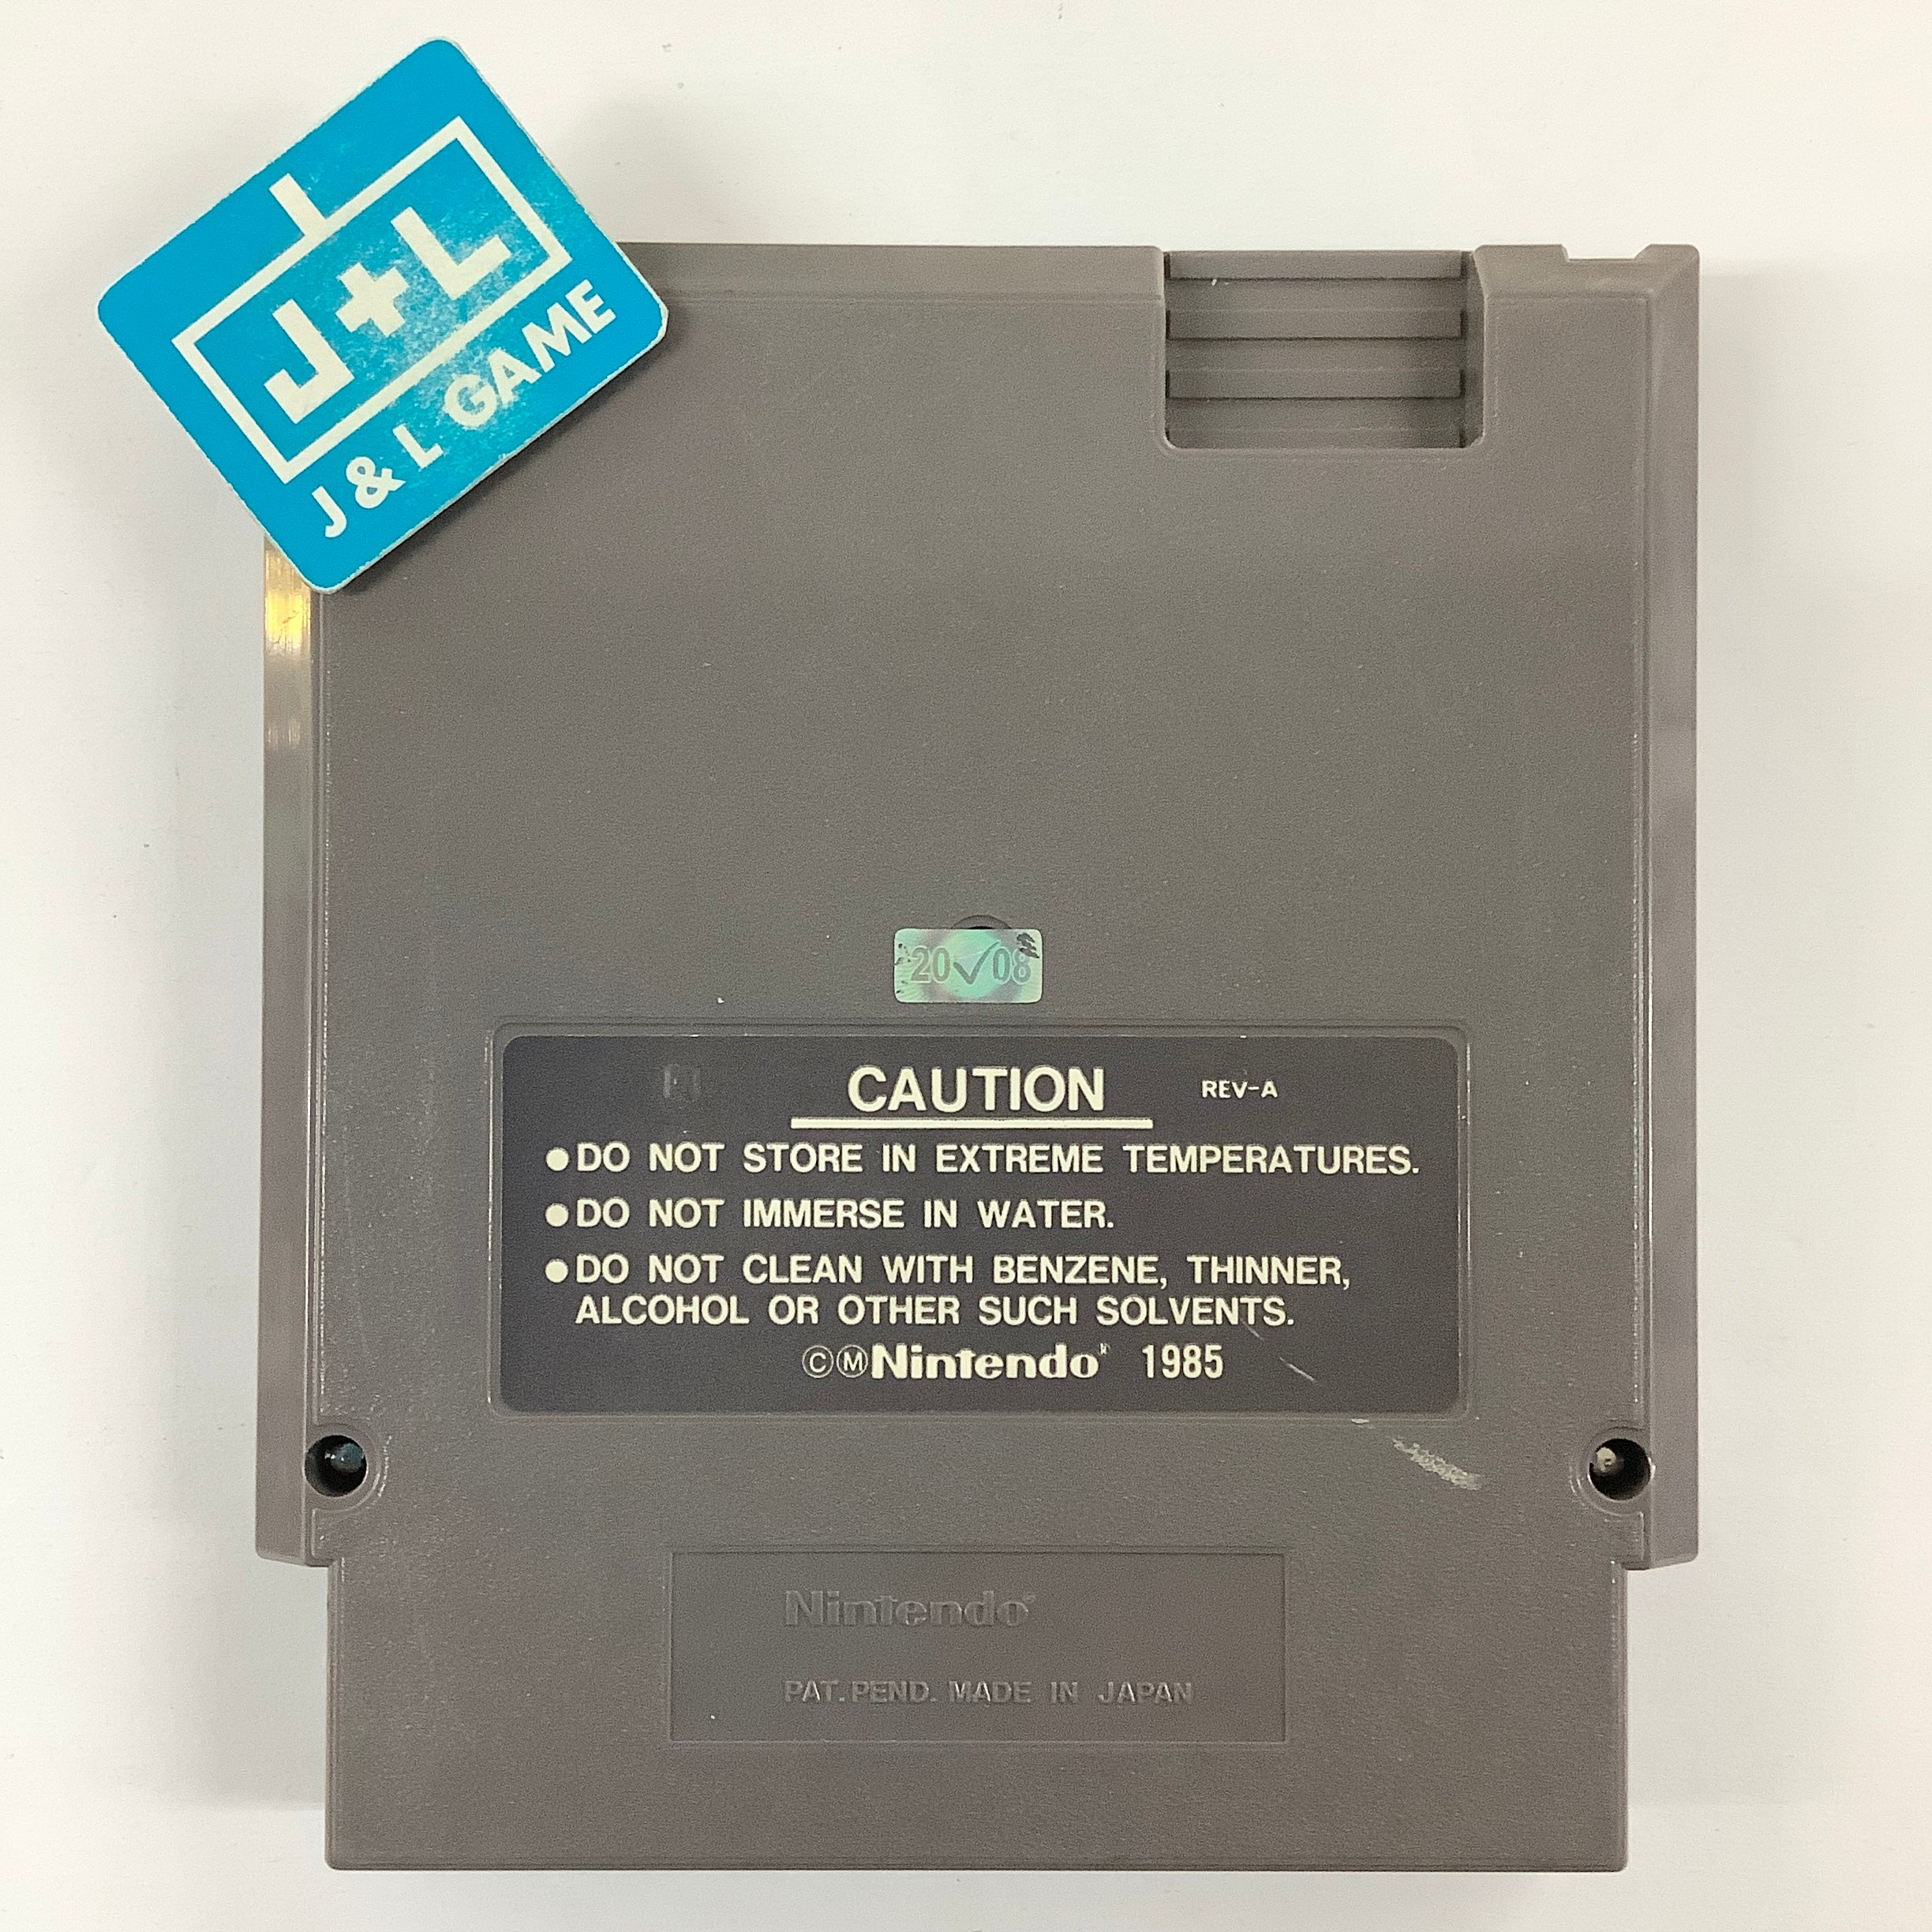 J+L
J & L GAME
20✓08
CAUTION REV-A
●DO NOT STORE IN EXTREME TEMPERATURES.
●DO NOT IMMERSE IN WATER.
●DO NOT CLEAN WITH BENZENE, THINNER,
ALCOHOL OR OTHER SUCH SOLVENTS.
ⒸⓂNintendo 1985
Nintendo
PAT.PEND. MADE IN JAPAN